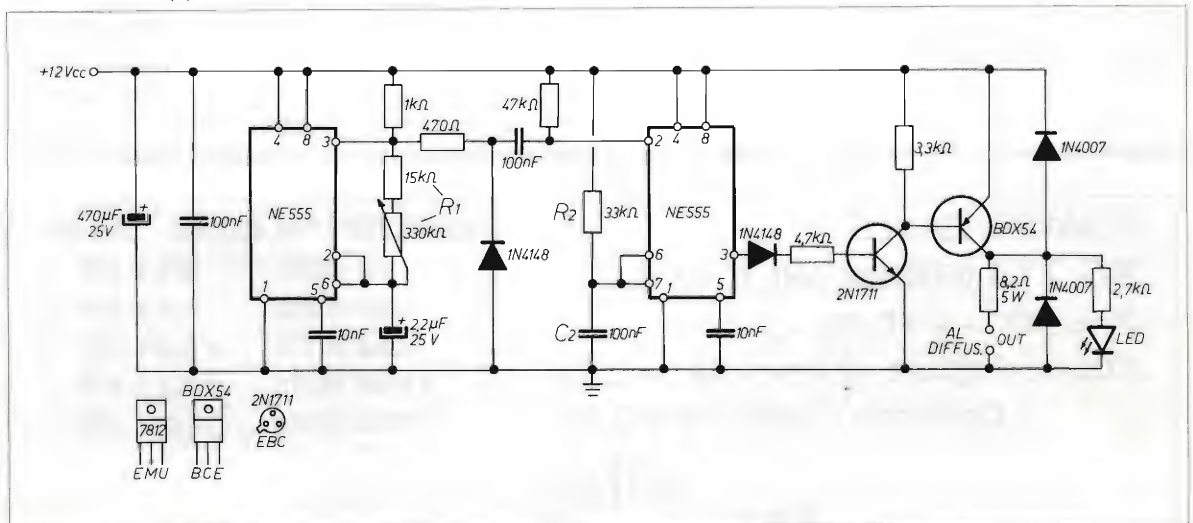 +12Vcc
470µF
25V
100nF
4
8
3
NE555
2
6
1
5
10nF
1kΩ
470Ω
15kΩ
R1
330kΩ
+ 2,2µF
25 V
1N4148
100nF
47kΩ
R2
33kΩ
C2
100nF
2
4
8
NE555
6
7
3
1
5
10nF
1N4148
4,7kΩ
2N1711
3,3kΩ
BDX54
1N4007
8,2Ω
5W
1N4007
2,7kΩ
AL
DIFFUS.
OUT
LED
7812
EMU
BDX54
BCE
2N1711
EBC